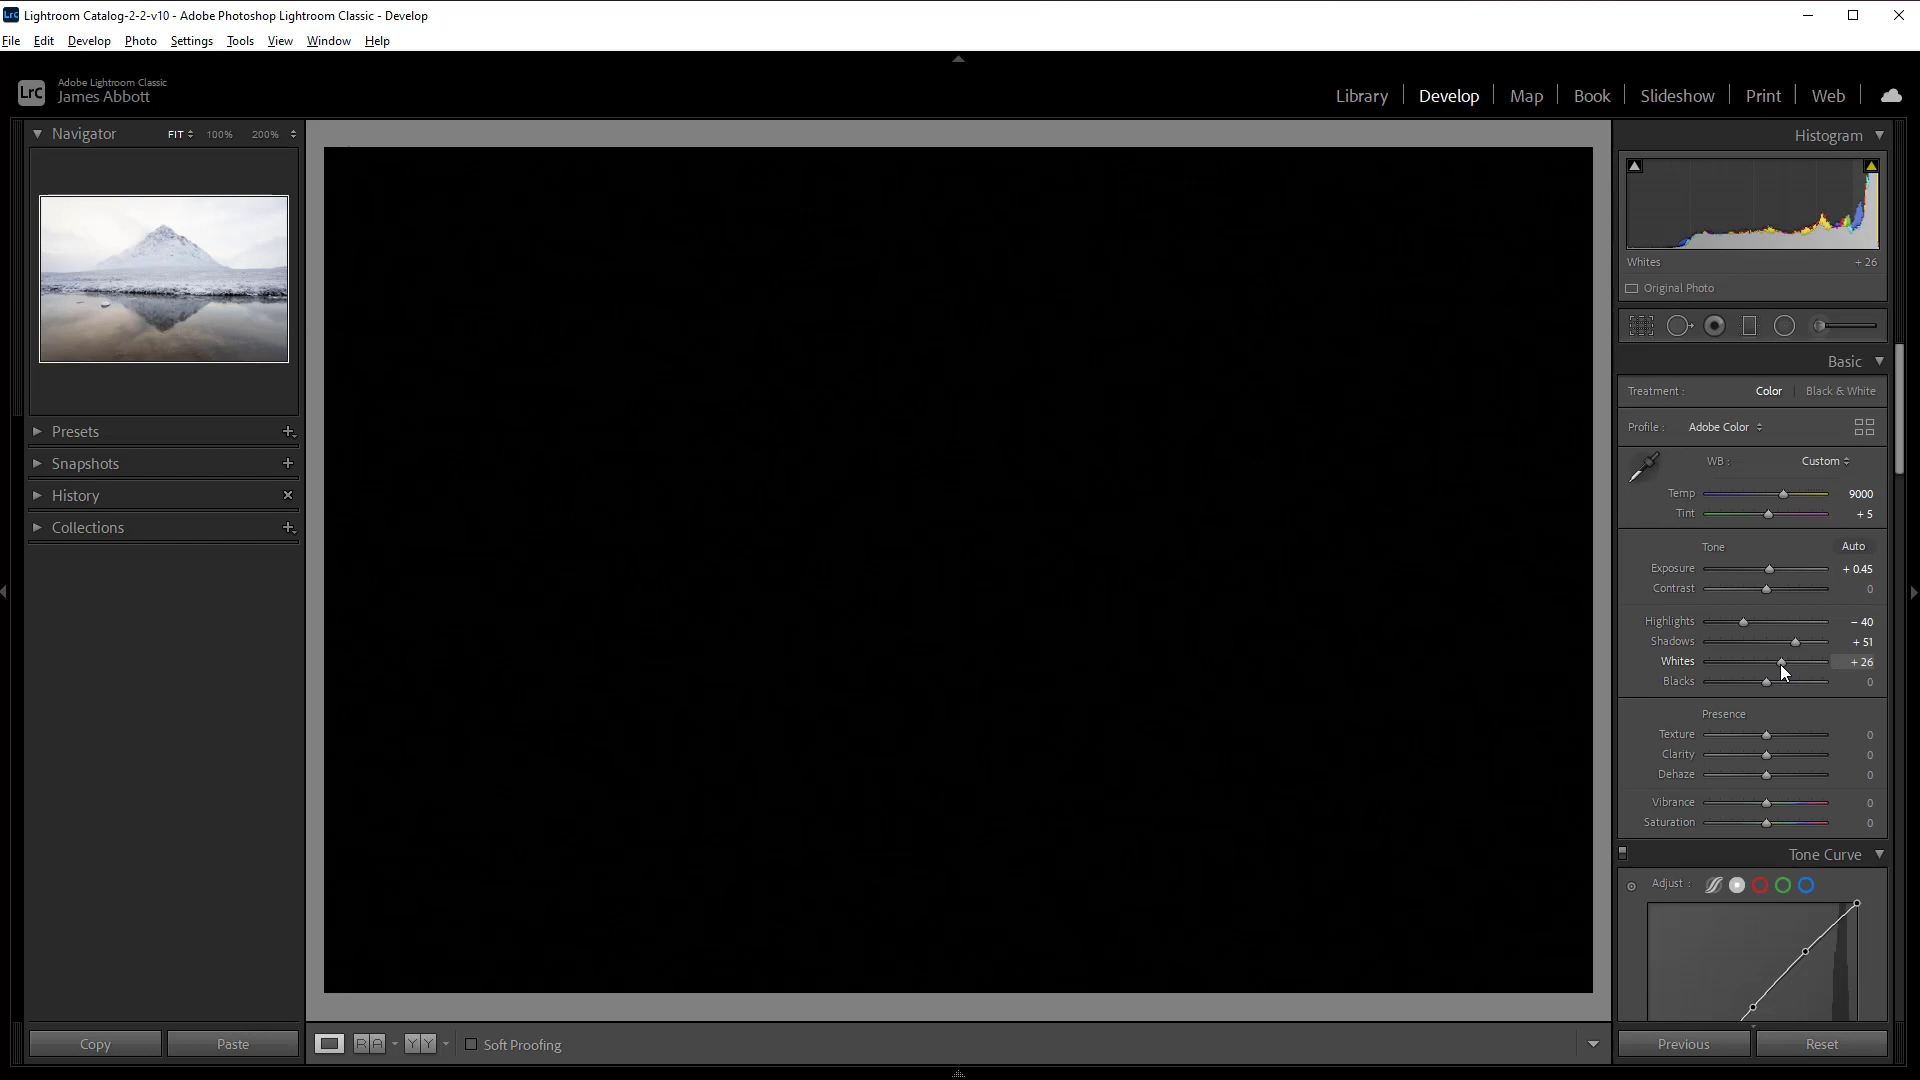 Lrc Lightroom Catalog-2-2-v10 - Adobe Photoshop Lightroom Classic - Develop
File Edit Develop Photo Settings Tools View Window Help
Lrc Adobe Lightroom Classic
James Abbott
Library Develop Map Book Slideshow Print Web
Navigator FIT 100% 200%
Presets
Snapshots
History
Collections
Copy Paste
R A Y Y Soft Proofing
Histogram
Whites + 26
Original Photo
Basic
Treatment : Color Black & White
Profile : Adobe Color
WB : Custom
Temp 9000
Tint + 5
Tone Auto
Exposure + 0.45
Contrast 0
Highlights – 40
Shadows + 51
Whites + 26
Blacks 0
Presence
Texture 0
Clarity 0
Dehaze 0
Vibrance 0
Saturation 0
Tone Curve
Adjust :
Previous Reset